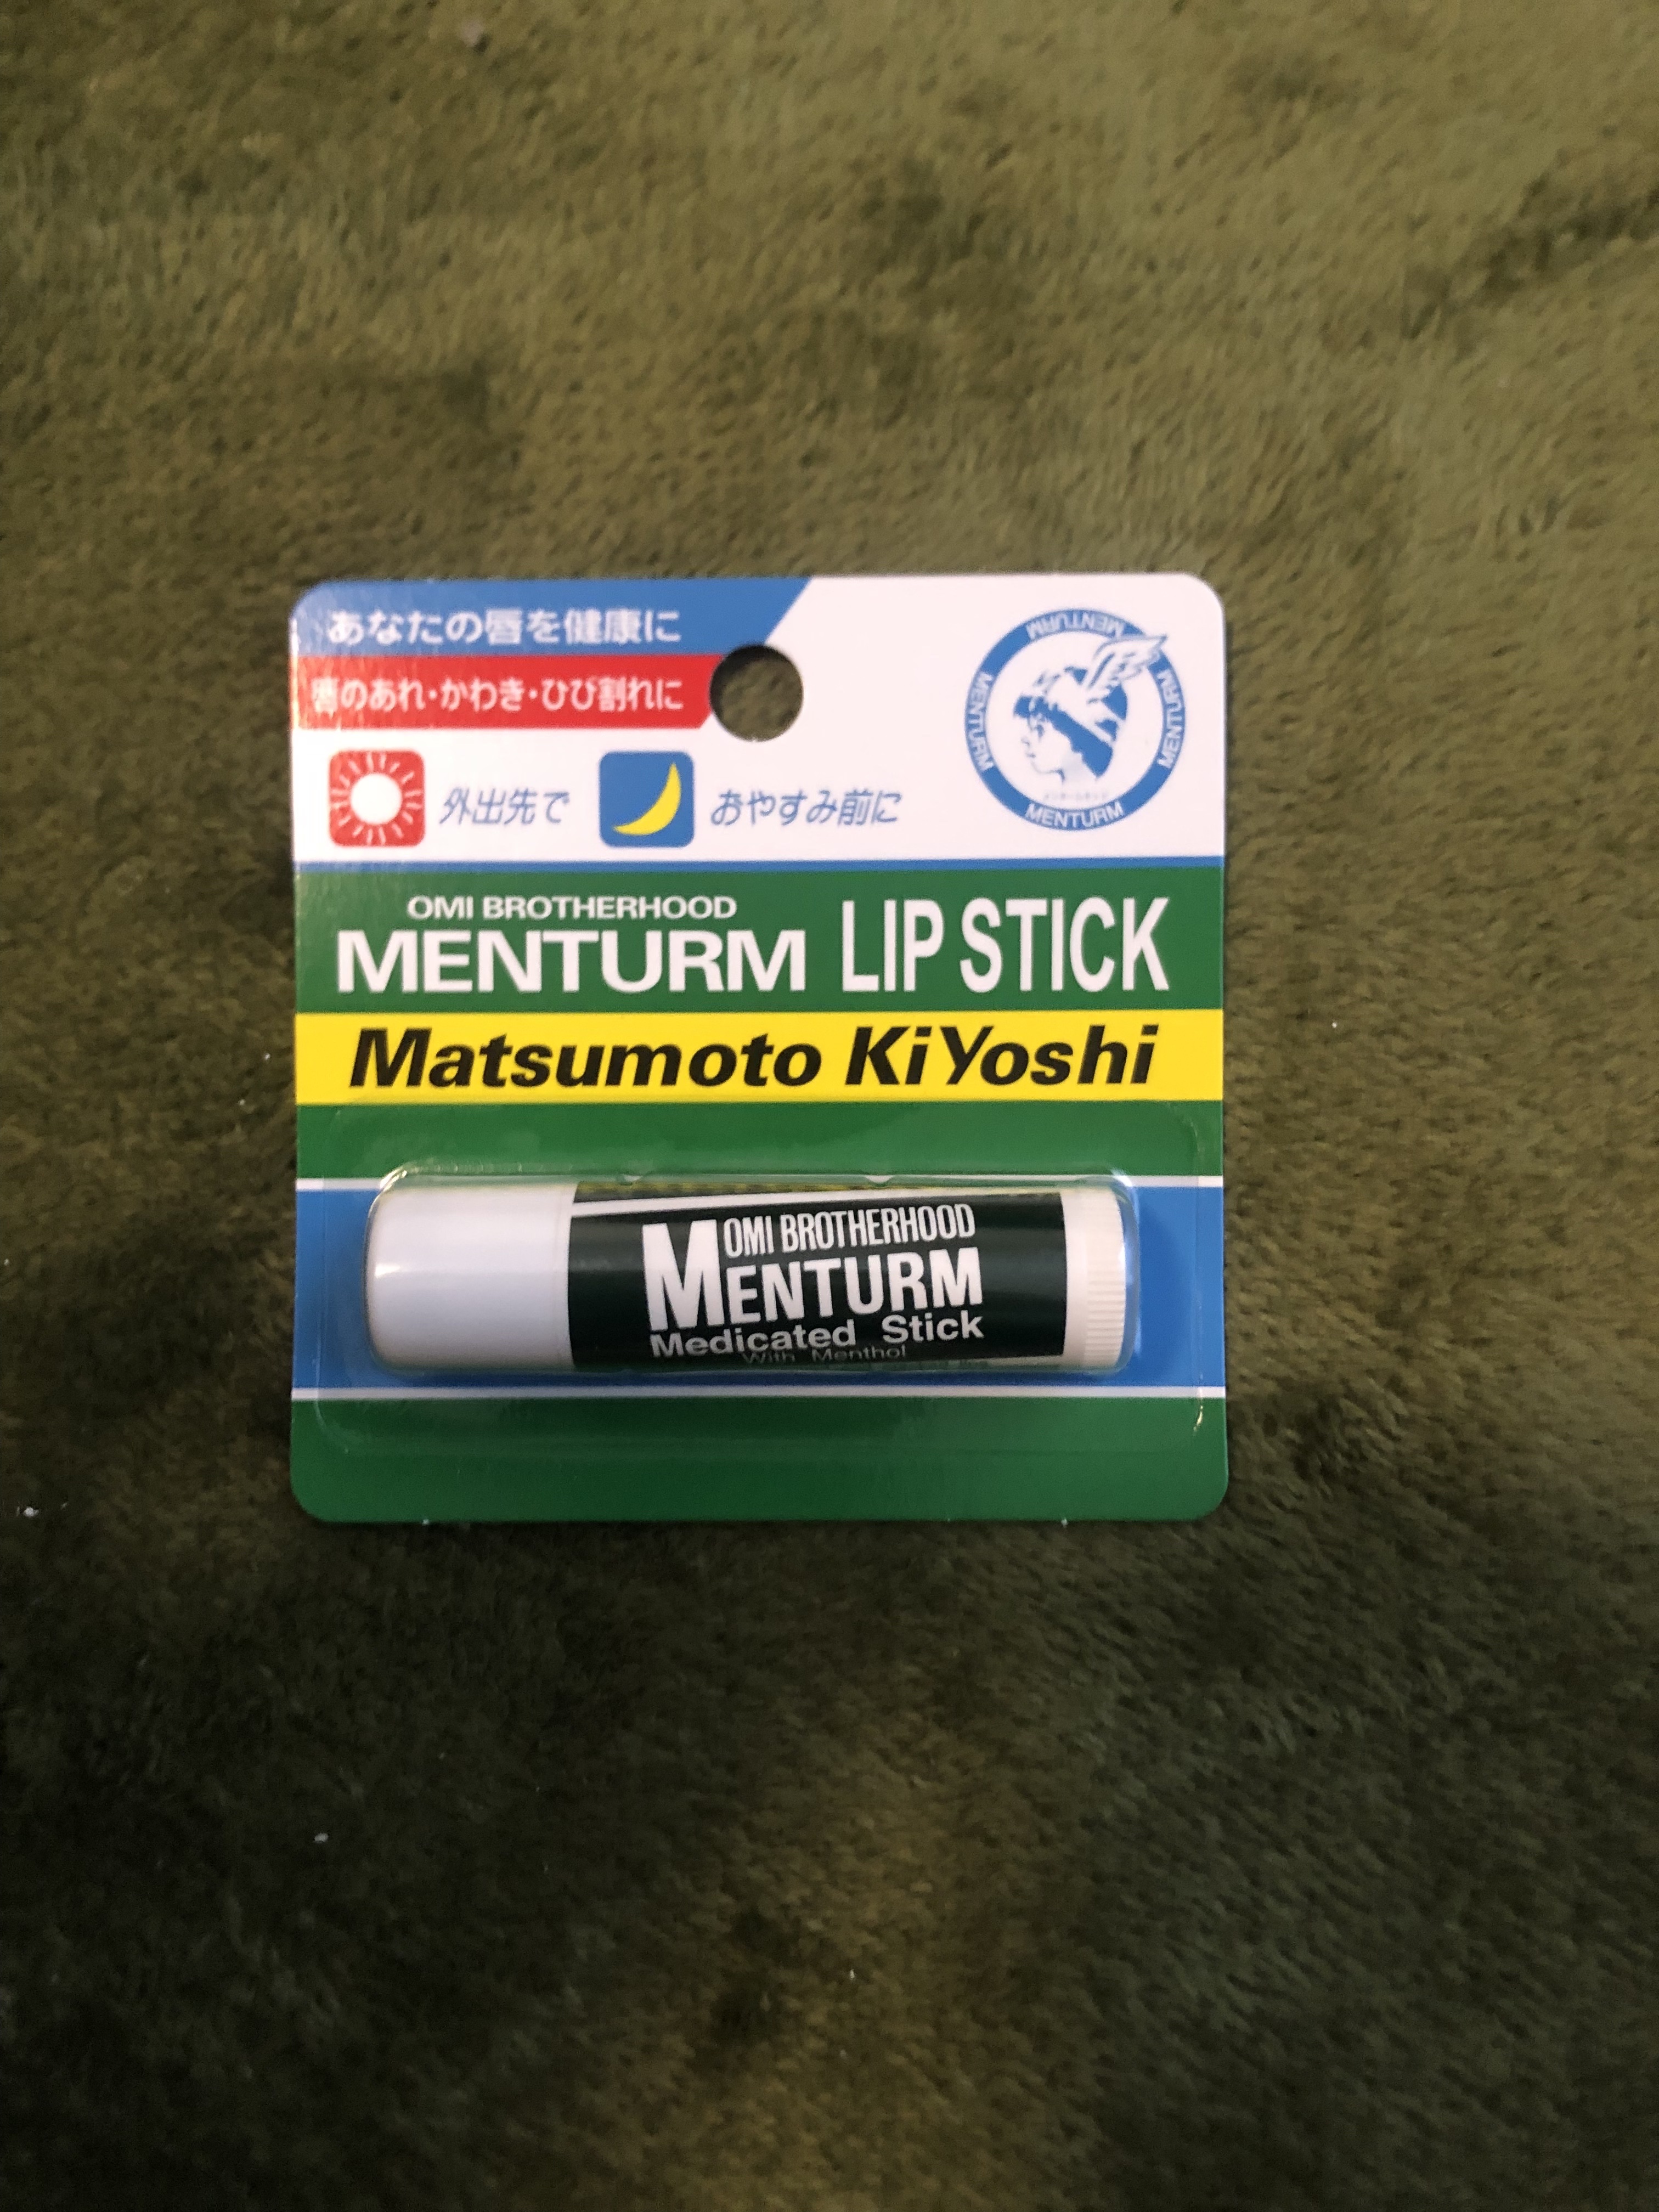 あなたの唇を健康に
唇のあれ・かわき・ひび割れに
外出先で
おやすみ前に
MENTURM
MENTURM
MENTURM
MENTURM
OMI BROTHERHOOD
MENTURM LIP STICK
Matsumoto KiYoshi
OMI BROTHERHOOD
MENTURM
Medicated Stick
With Menthol